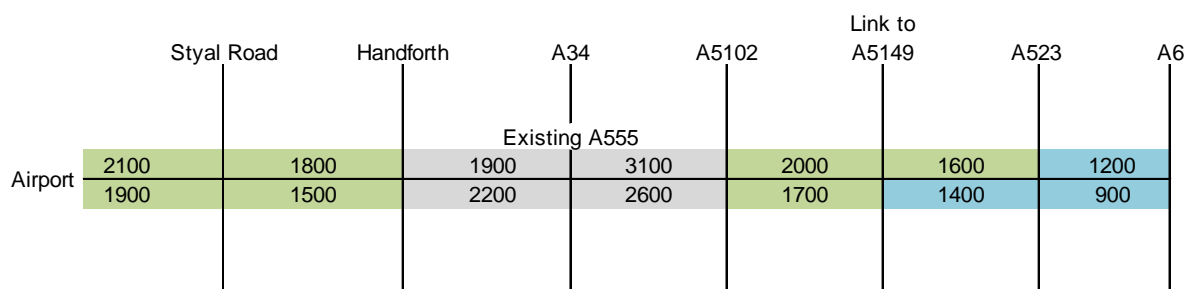 Link to
Styal Road Handforth A34 A5102 A5149 A523 A6
Existing A555
2100 1800 1900 3100 2000 1600 1200
Airport
1900 1500 2200 2600 1700 1400 900